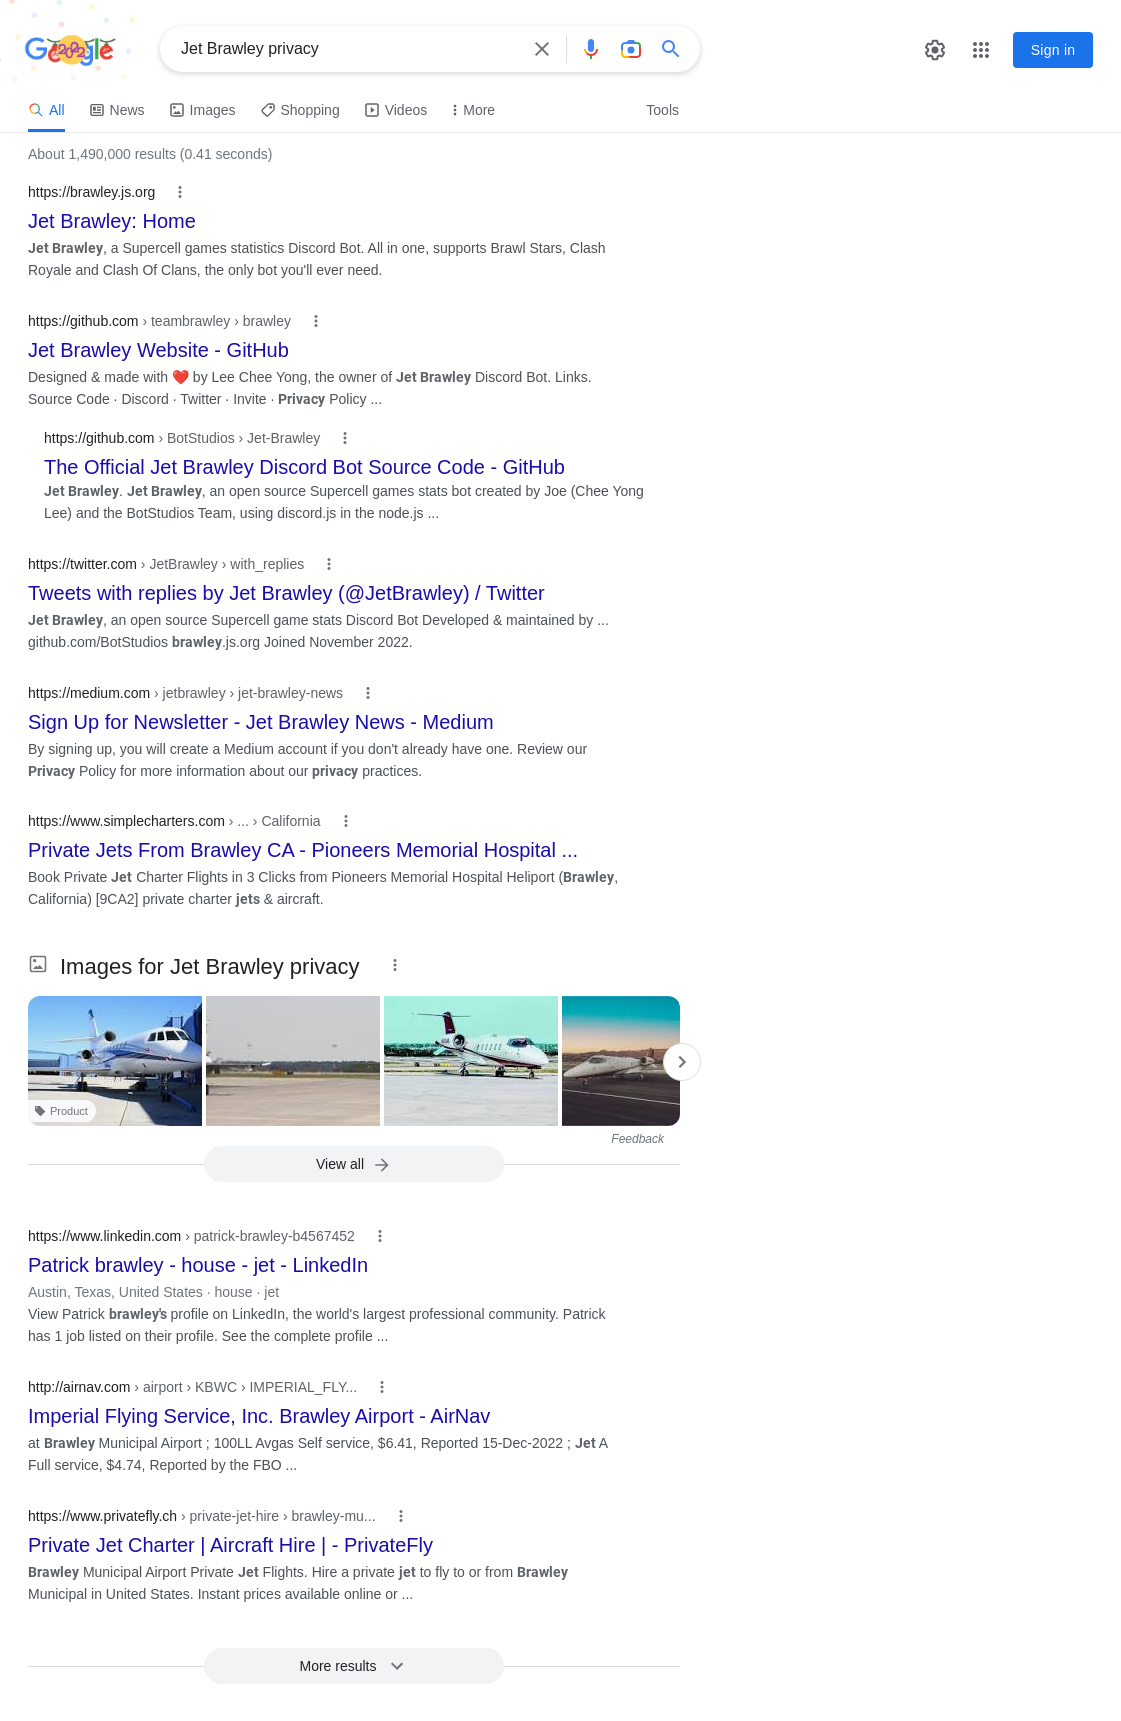 Google
Jet Brawley privacy
Sign in
All
News
Images
Shopping
Videos
More
Tools
About 1,490,000 results (0.41 seconds)
https://brawley.js.org
Jet Brawley: Home
Jet Brawley, a Supercell games statistics Discord Bot. All in one, supports Brawl Stars, Clash
Royale and Clash Of Clans, the only bot you'll ever need.
https://github.com › teambrawley › brawley
Jet Brawley Website - GitHub
Designed & made with ❤️ by Lee Chee Yong, the owner of Jet Brawley Discord Bot. Links.
Source Code · Discord · Twitter · Invite · Privacy Policy ...
https://github.com › BotStudios › Jet-Brawley
The Official Jet Brawley Discord Bot Source Code - GitHub
Jet Brawley. Jet Brawley, an open source Supercell games stats bot created by Joe (Chee Yong
Lee) and the BotStudios Team, using discord.js in the node.js ...
https://twitter.com › JetBrawley › with_replies
Tweets with replies by Jet Brawley (@JetBrawley) / Twitter
Jet Brawley, an open source Supercell game stats Discord Bot Developed & maintained by ...
github.com/BotStudios brawley.js.org Joined November 2022.
https://medium.com › jetbrawley › jet-brawley-news
Sign Up for Newsletter - Jet Brawley News - Medium
By signing up, you will create a Medium account if you don't already have one. Review our
Privacy Policy for more information about our privacy practices.
https://www.simplecharters.com › ... › California
Private Jets From Brawley CA - Pioneers Memorial Hospital ...
Book Private Jet Charter Flights in 3 Clicks from Pioneers Memorial Hospital Heliport (Brawley,
California) [9CA2] private charter jets & aircraft.
Images for Jet Brawley privacy
Product
Feedback
View all
https://www.linkedin.com › patrick-brawley-b4567452
Patrick brawley - house - jet - LinkedIn
Austin, Texas, United States · house · jet
View Patrick brawley's profile on LinkedIn, the world's largest professional community. Patrick
has 1 job listed on their profile. See the complete profile ...
http://airnav.com › airport › KBWC › IMPERIAL_FLY...
Imperial Flying Service, Inc. Brawley Airport - AirNav
at Brawley Municipal Airport ; 100LL Avgas Self service, $6.41, Reported 15-Dec-2022 ; Jet A
Full service, $4.74, Reported by the FBO ...
https://www.privatefly.ch › private-jet-hire › brawley-mu...
Private Jet Charter | Aircraft Hire | - PrivateFly
Brawley Municipal Airport Private Jet Flights. Hire a private jet to fly to or from Brawley
Municipal in United States. Instant prices available online or ...
More results